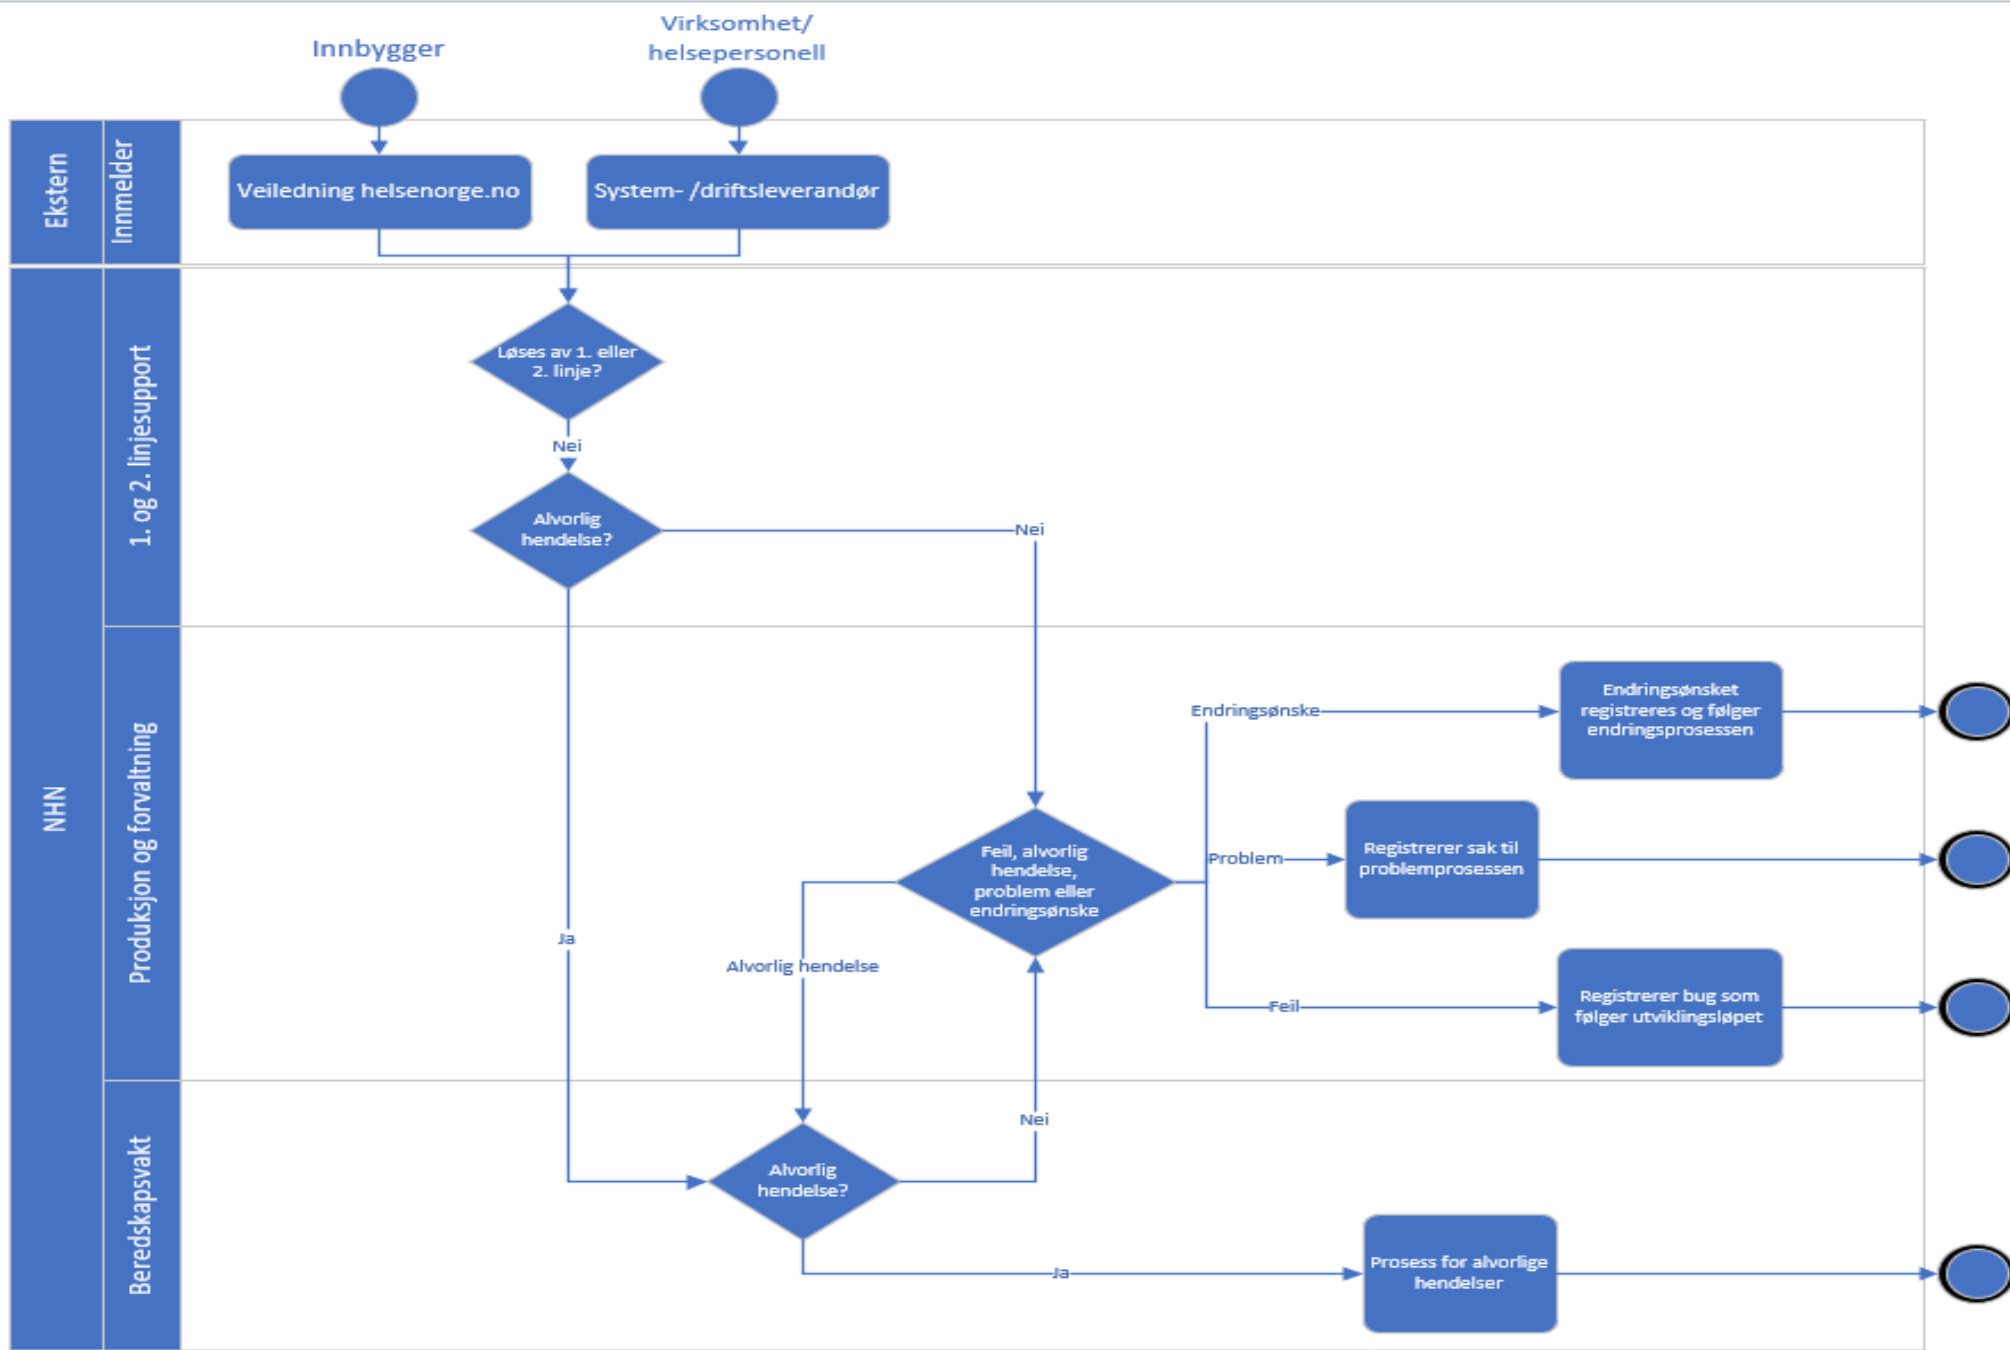 Innbygger
Virksomhet/
helsepersonell
Ekstern
Innmelder
Veiledning helsenorge.no
System- /driftsleverandør
NHN
1. og 2. linjesupport
Løses av 1. eller
2. linje?
Nei
Alvorlig
hendelse?
Nei
Produksjon og forvaltning
Endringsønske
Endringsønsket
registreres og følger
endringsprosessen
Feil, alvorlig
hendelse,
problem eller
endringsønske
Problem
Registrerer sak til
problemprosessen
Ja
Alvorlig hendelse
Feil
Registrerer bug som
følger utviklingsløpet
Beredskapsvakt
Nei
Alvorlig
hendelse?
Ja
Prosess for alvorlige
hendelser